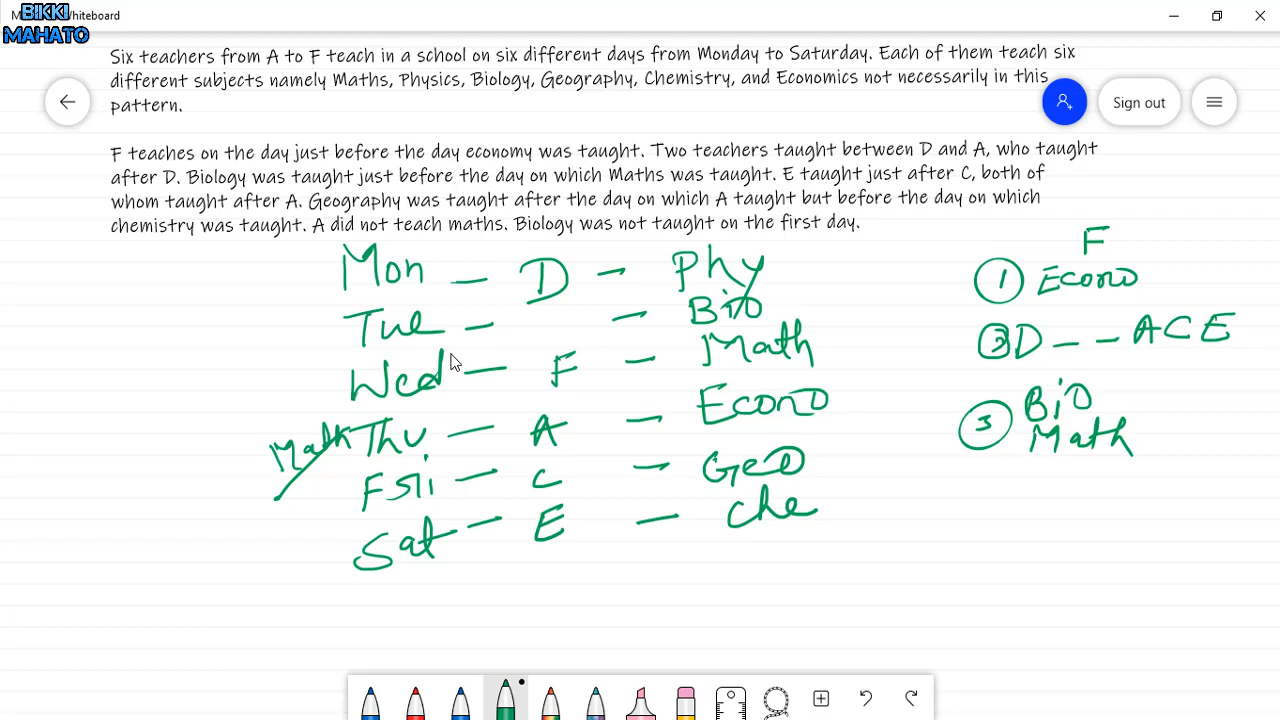 BIKKI
MAHATO
Whiteboard
Six teachers from A to F teach in a school on six different days from Monday to Saturday. Each of them teach six
different subjects namely Maths, Physics, Biology, Geography, Chemistry, and Economics not necessarily in this
pattern.
Sign out
F teaches on the day just before the day economy was taught. Two teachers taught between D and A, who taught
after D. Biology was taught just before the day on which Maths was taught. E taught just after C, both of
whom taught after A. Geography was taught after the day on which A taught but before the day on which
chemistry was taught. A did not teach maths. Biology was not taught on the first day.
Mon - D - Phy
Tue - - Bio
Wed - F - Math
Math Thu - A - Econo
Fri - C - Geo
Sat - E - Che
F
1 Econo
2 D - - A C E
3 Bio
Math